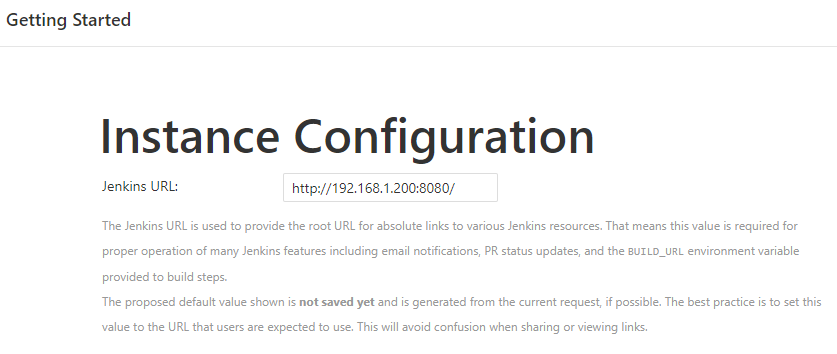 Getting Started
Instance Configuration
Jenkins URL:
http://192.168.1.200:8080/
The Jenkins URL is used to provide the root URL for absolute links to various Jenkins resources. That means this value is required for
proper operation of many Jenkins features including email notifications, PR status updates, and the BUILD_URL environment variable
provided to build steps.
The proposed default value shown is not saved yet and is generated from the current request, if possible. The best practice is to set this
value to the URL that users are expected to use. This will avoid confusion when sharing or viewing links.